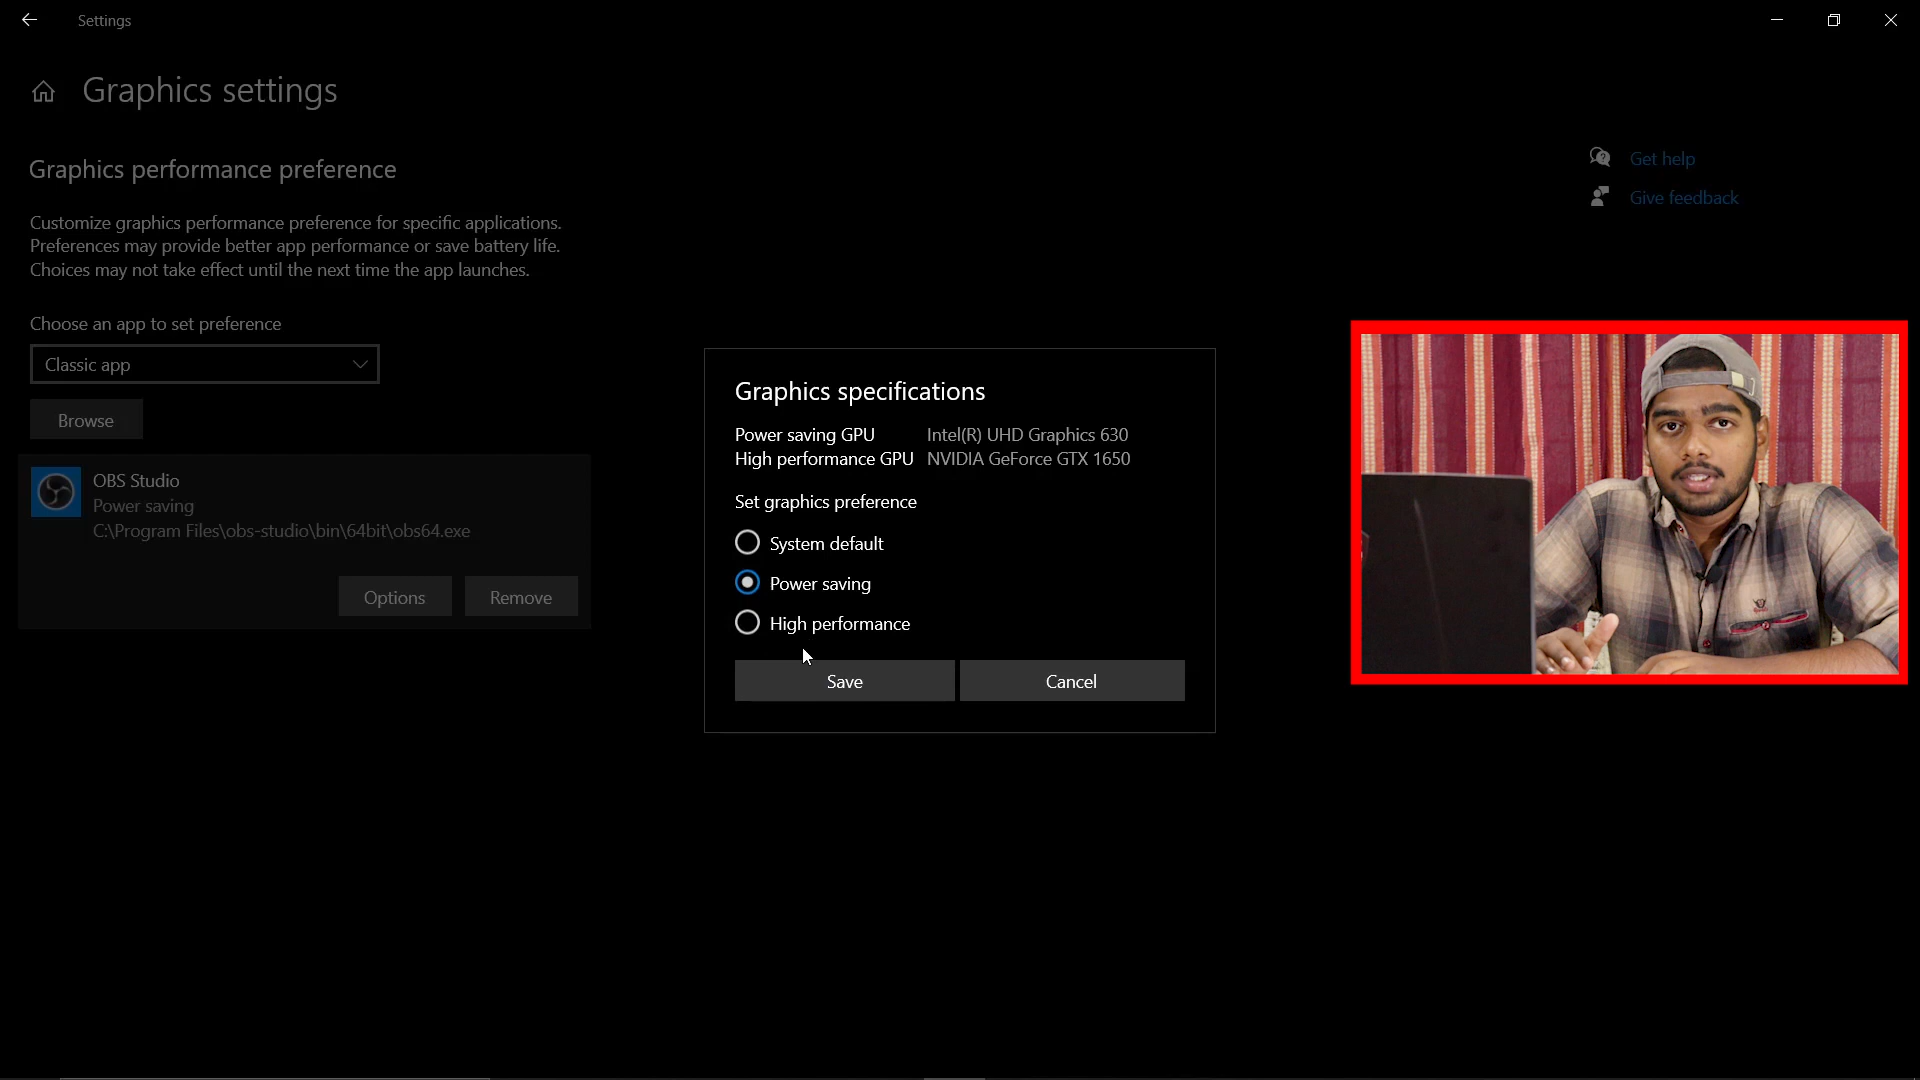 Settings
Graphics settings
Graphics performance preference
Customize graphics performance preference for specific applications.
Preferences may provide better app performance or save battery life.
Choices may not take effect until the next time the app launches.
Choose an app to set preference
Classic app
Browse
OBS Studio
Power saving
C:\Program Files\obs-studio\bin\64bit\obs64.exe
Options
Remove
Graphics specifications
Power saving GPU Intel(R) UHD Graphics 630
High performance GPU NVIDIA GeForce GTX 1650
Set graphics preference
System default
Power saving
High performance
Save
Cancel
Get help
Give feedback